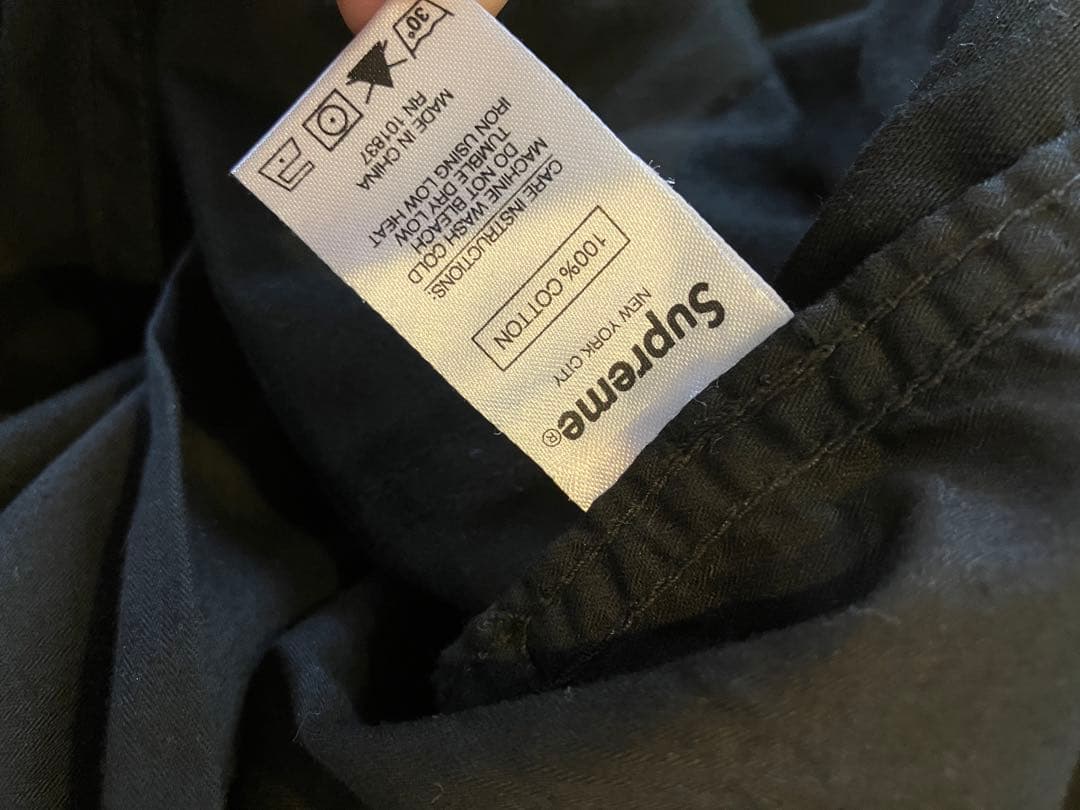 Supreme®
NEW YORK CITY
100% COTTON
CARE INSTRUCTIONS:
MACHINE WASH COLD
DO NOT BLEACH
TUMBLE DRY LOW
IRON USING LOW HEAT
MADE IN CHINA
RN 101837
30°